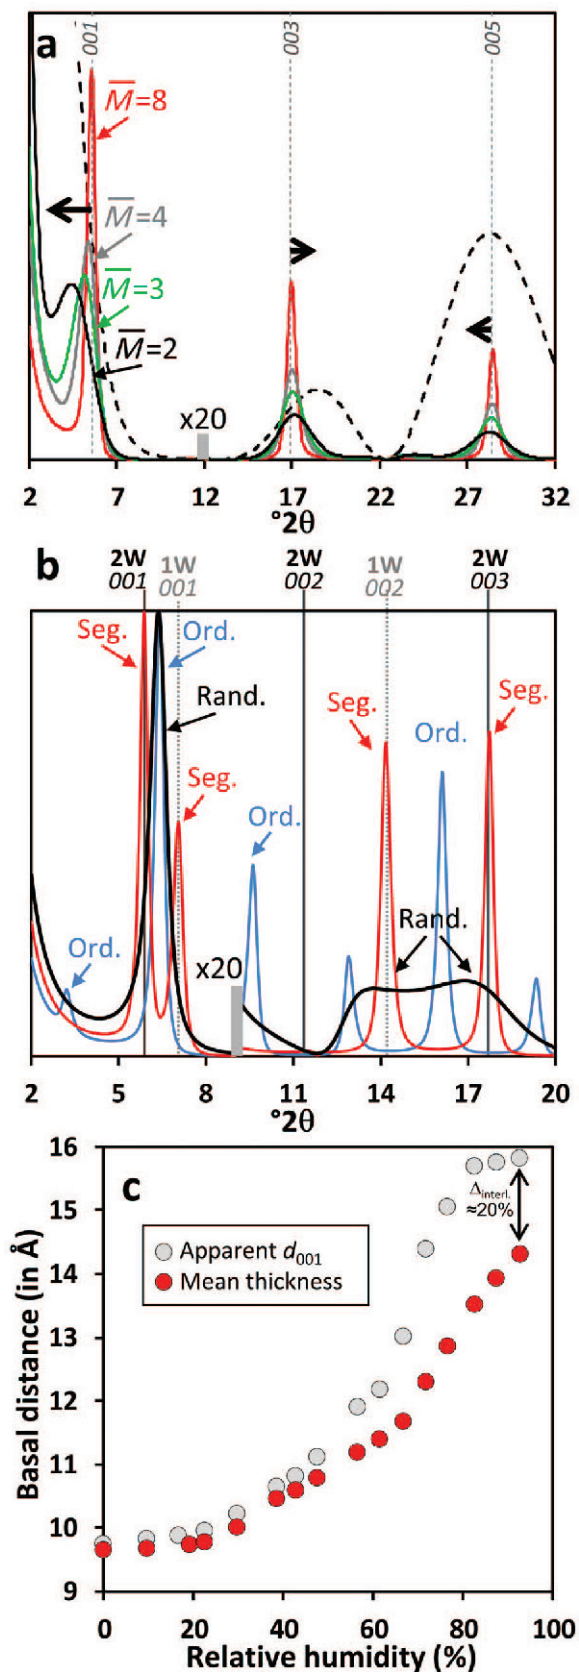 a
001
003
005
M=8
M=4
M=3
M=2
x20
2 7 12 17 22 28 32
°2θ
b
2W 1W 2W 1W 2W
001 001 002 002 003
Seg.
Ord.
Rand.
Seg.
Seg.
Seg.
Ord.
Ord.
Rand.
Ord.
x20
2 6 8 9 11 14 17 20
°2θ
c
16
Δinterl.
≈20%
15
Apparent d001
Mean thickness
14
13
12
11
10
9
Basal distance (in Å)
0 20 40 60 80 100
Relative humidity (%)